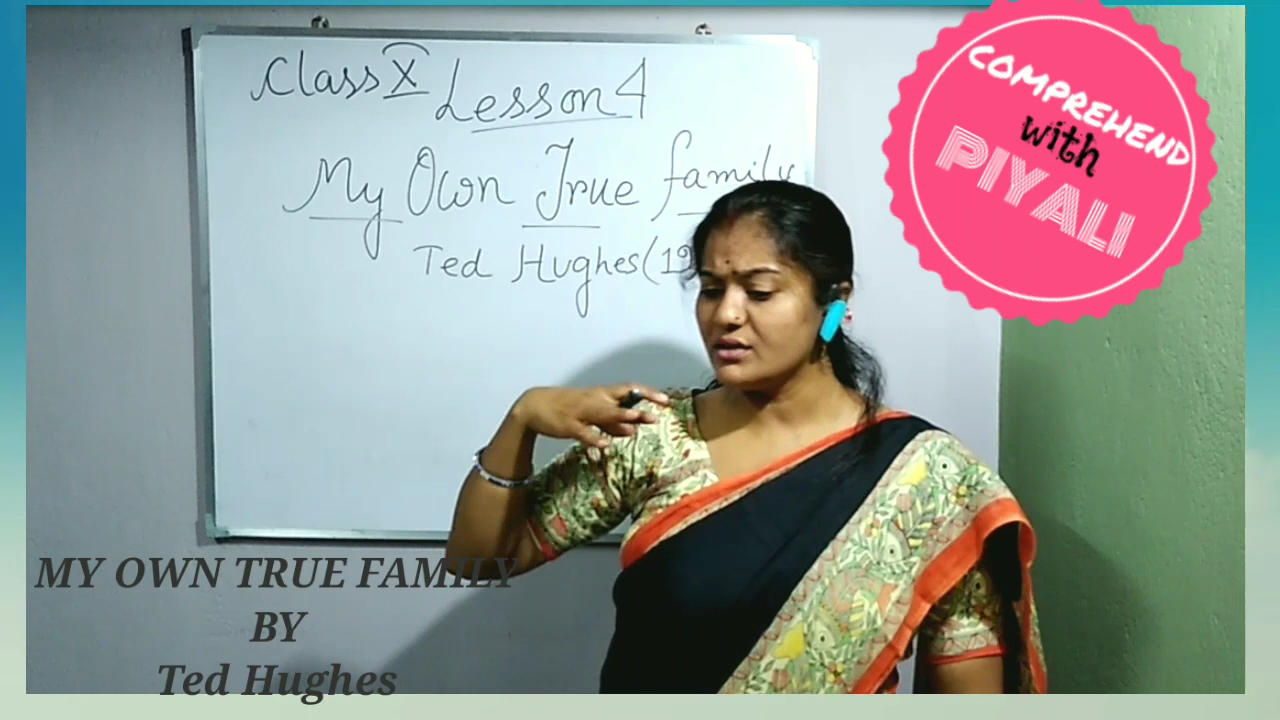 Class X Lesson 4
My Own True family
Ted Hughes (19
COMPREHEND
with
PIYALI
MY OWN TRUE FAMILY
BY
Ted Hughes